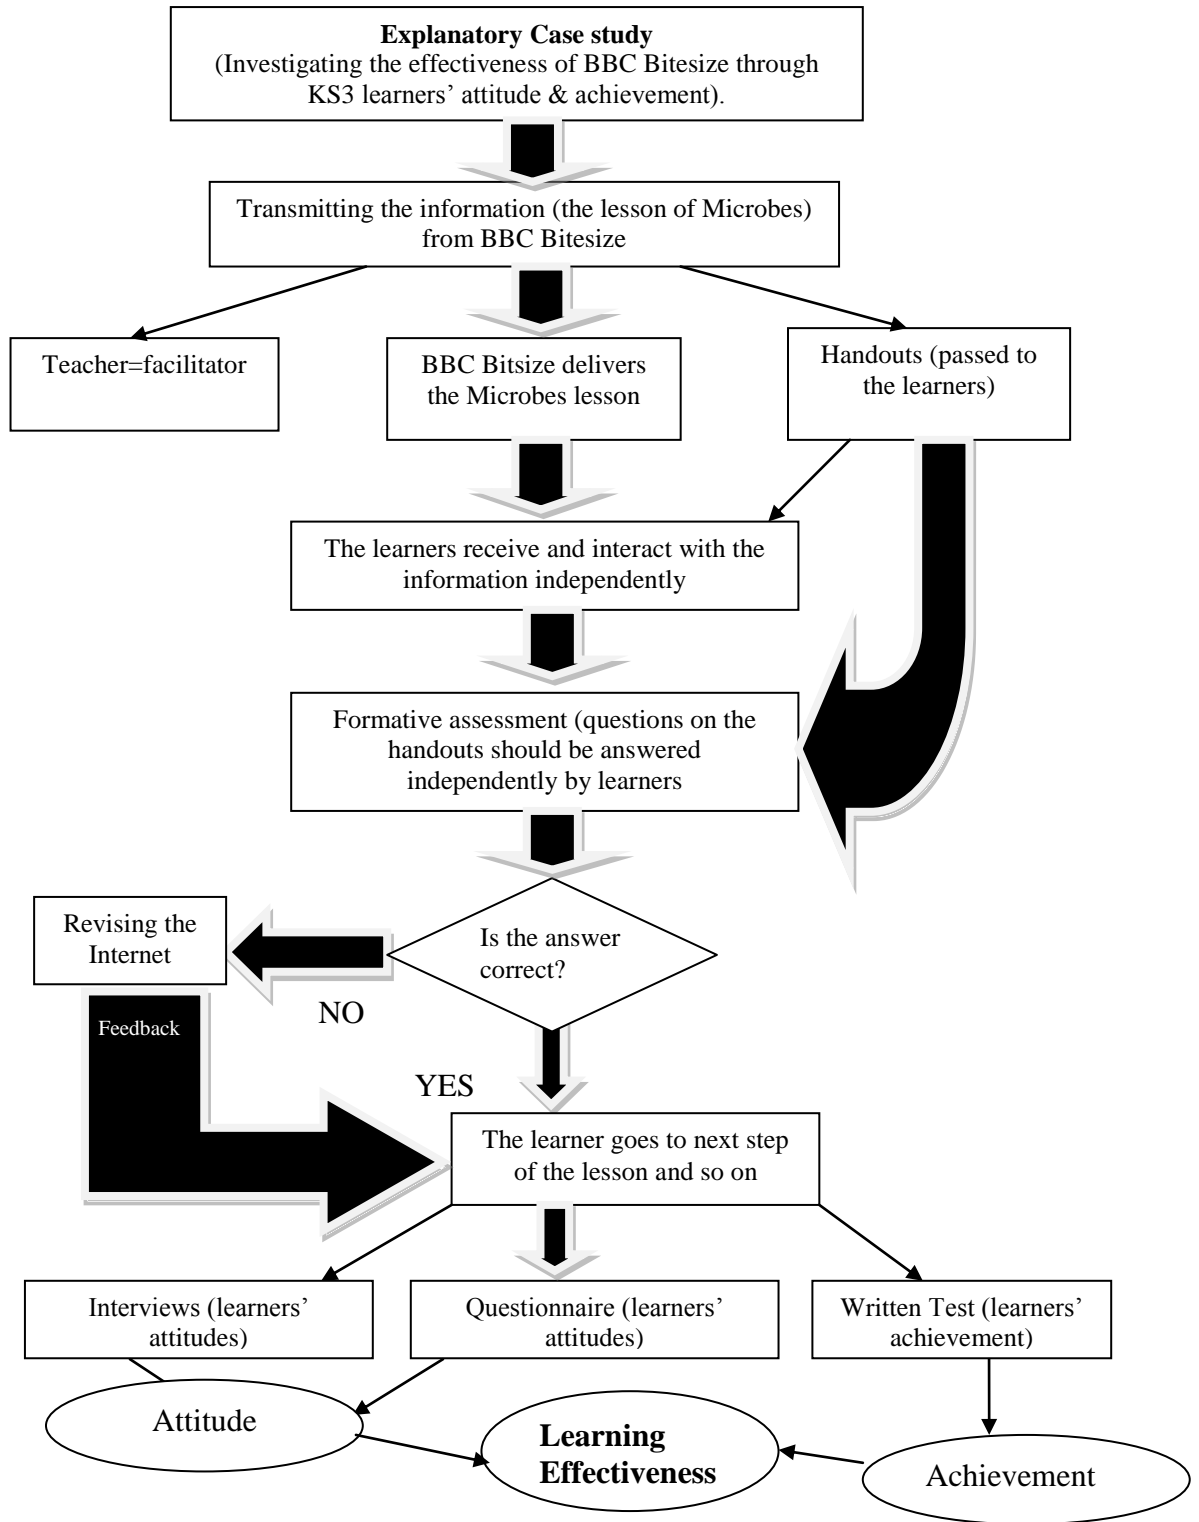 Explanatory Case study
(Investigating the effectiveness of BBC Bitesize through
KS3 learners’ attitude & achievement).
Transmitting the information (the lesson of Microbes)
from BBC Bitesize
Teacher=facilitator
BBC Bitsize delivers
the Microbes lesson
Handouts (passed to
the learners)
The learners receive and interact with the
information independently
Formative assessment (questions on the
handouts should be answered
independently by learners
Is the answer
correct?
Revising the
Internet
NO
Feedback
YES
The learner goes to next step
of the lesson and so on
Interviews (learners’
attitudes)
Questionnaire (learners’
attitudes)
Written Test (learners’
achievement)
Attitude
Learning
Effectiveness
Achievement